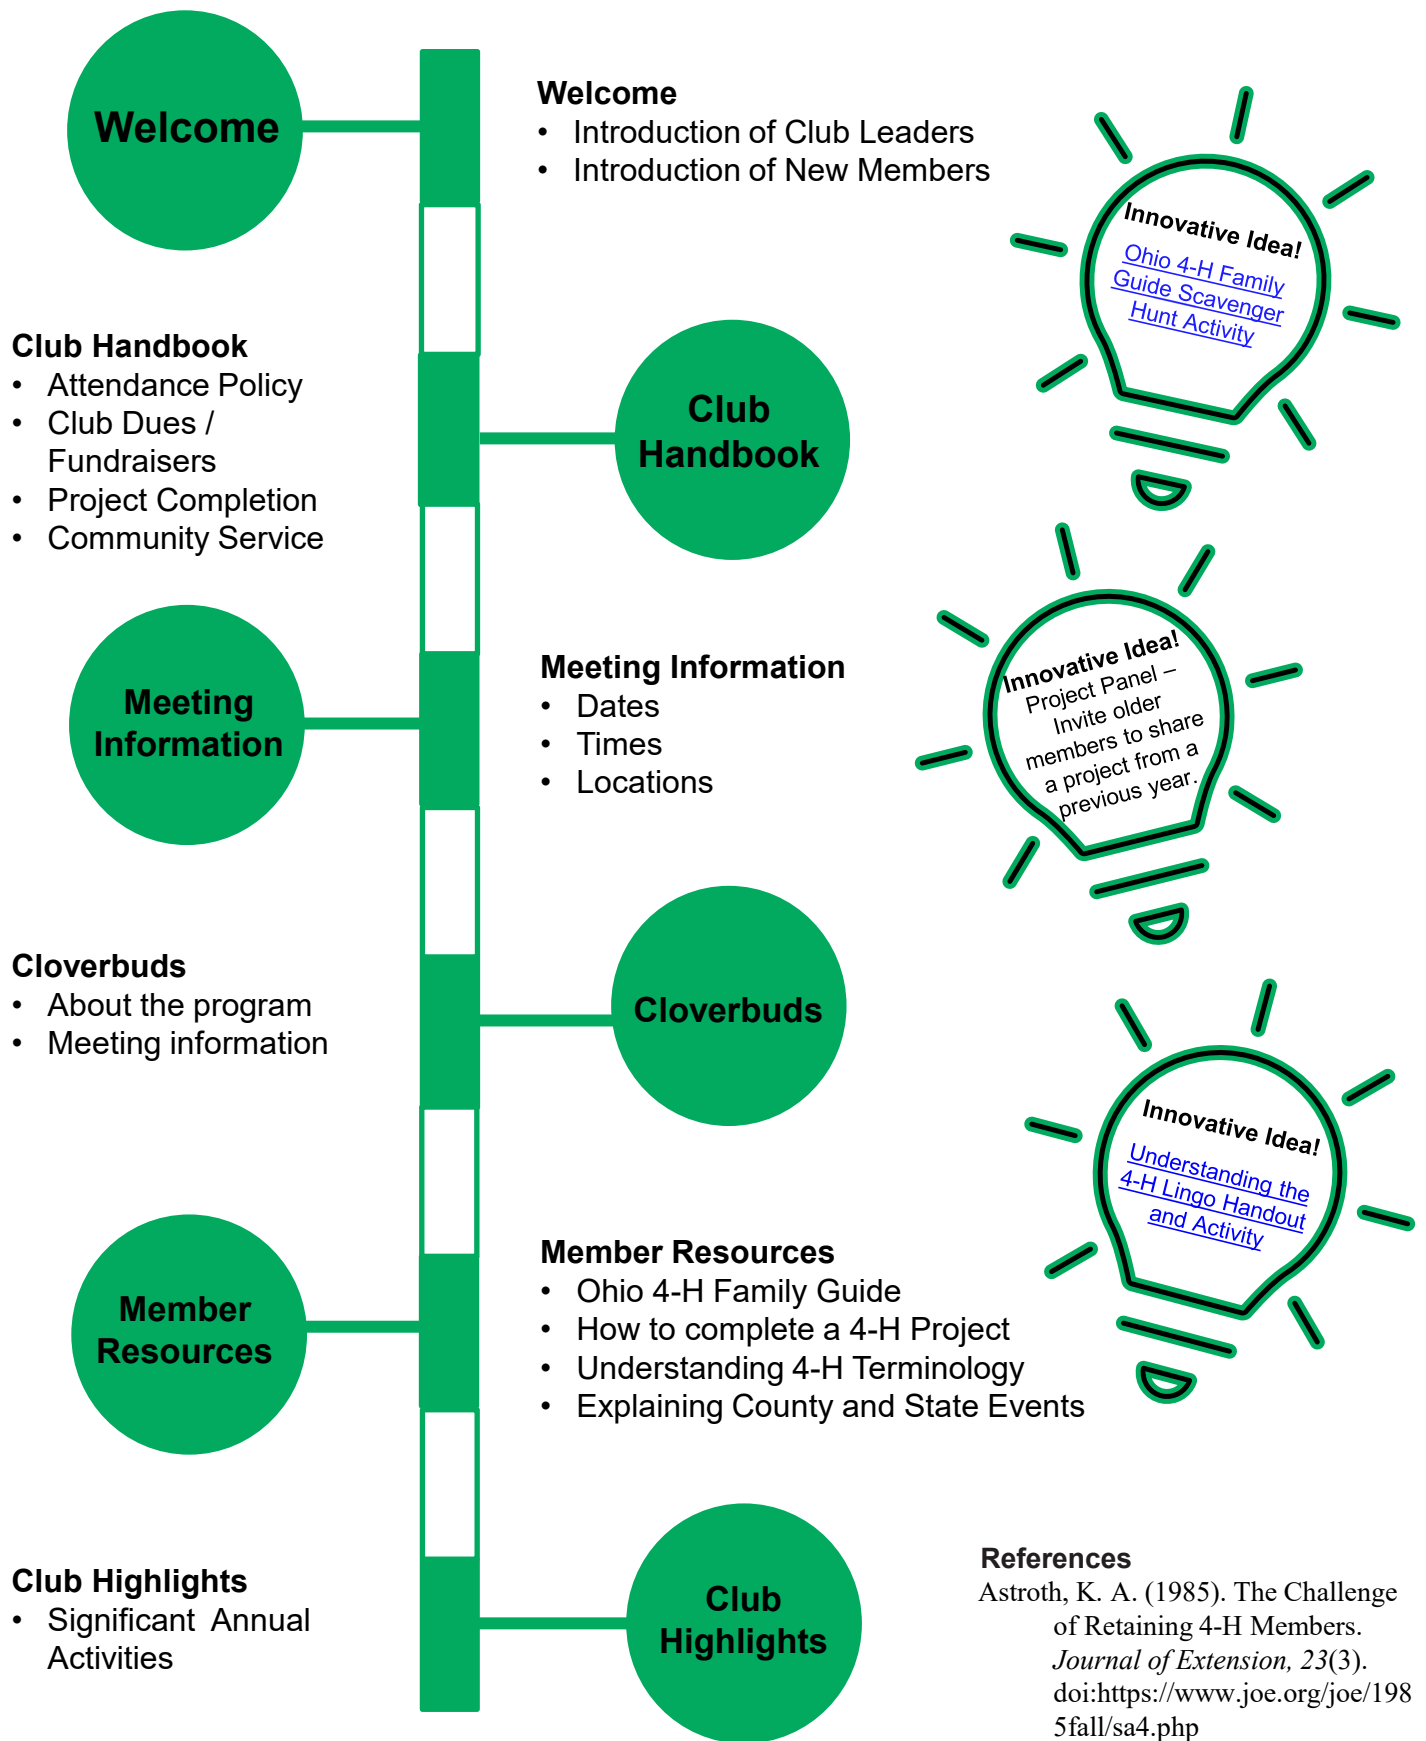 Welcome
Welcome
• Introduction of Club Leaders
• Introduction of New Members
Innovative Idea!
Ohio 4-H Family
Guide Scavenger
Hunt Activity
Club Handbook
• Attendance Policy
• Club Dues /
Fundraisers
• Project Completion
• Community Service
Club
Handbook
Meeting
Information
Meeting Information
• Dates
• Times
• Locations
Innovative Idea!
Project Panel –
Invite older
members to share
a project from a
previous year.
Cloverbuds
• About the program
• Meeting information
Cloverbuds
Innovative Idea!
Understanding the
4-H Lingo Handout
and Activity
Member
Resources
Member Resources
• Ohio 4-H Family Guide
• How to complete a 4-H Project
• Understanding 4-H Terminology
• Explaining County and State Events
Club Highlights
• Significant Annual
Activities
Club
Highlights
References
Astroth, K. A. (1985). The Challenge
of Retaining 4-H Members.
Journal of Extension, 23(3).
doi:https://www.joe.org/joe/198
5fall/sa4.php